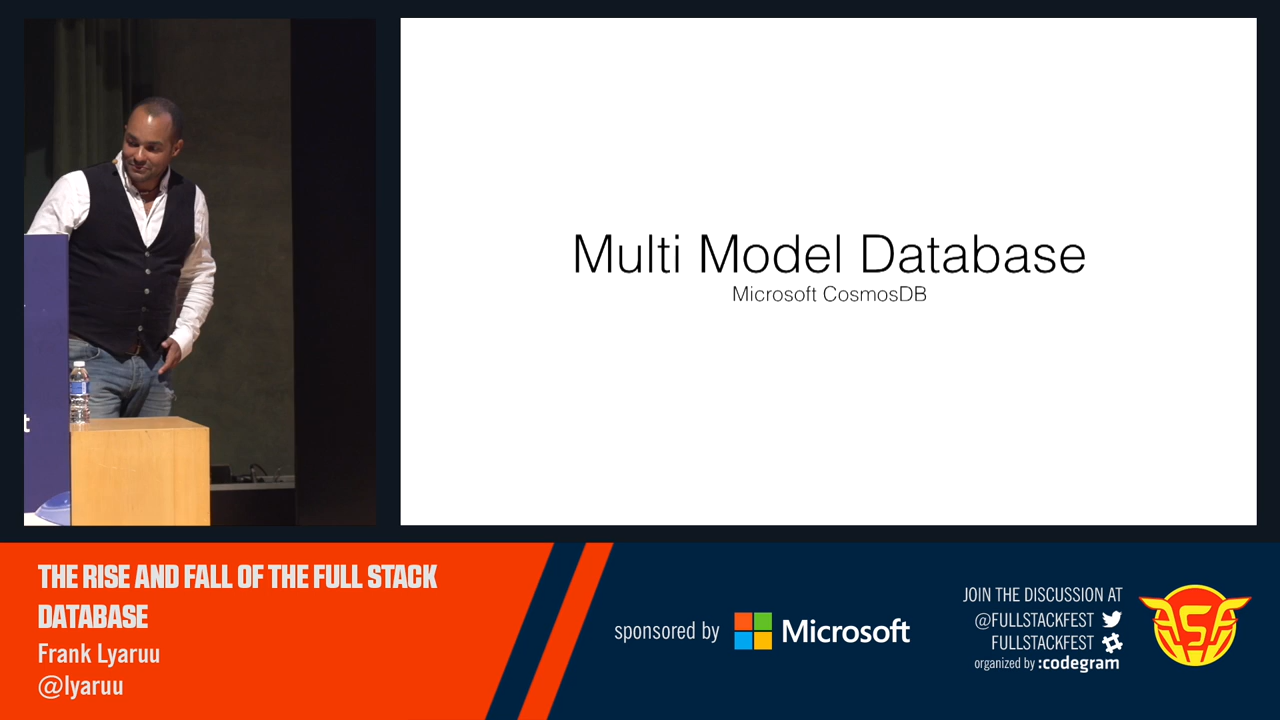 Multi Model Database
Microsoft CosmosDB
t
THE RISE AND FALL OF THE FULL STACK
DATABASE
Frank Lyaruu
@lyaruu
sponsored by Microsoft
JOIN THE DISCUSSION AT
@FULLSTACKFEST
FULLSTACKFEST
organized by :codegram
FSF